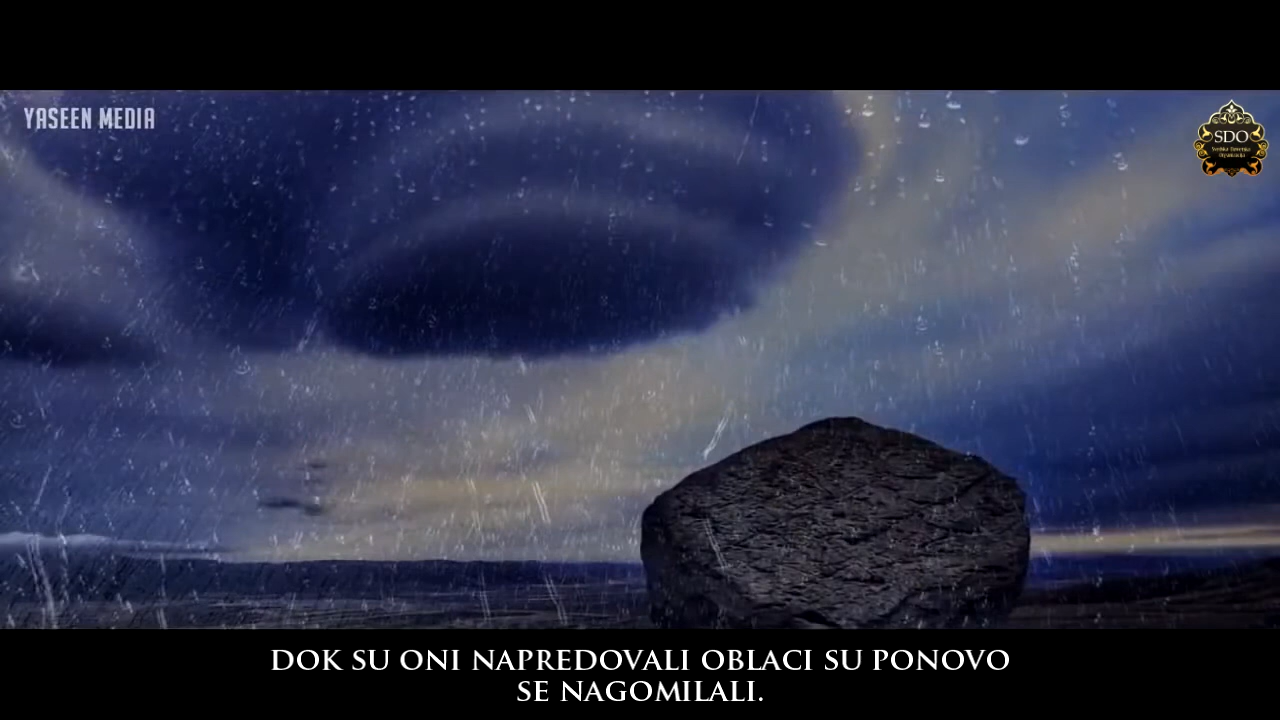 YASEEN MEDIA
SDO
DOK SU ONI NAPREDOVALI OBLACI SU PONOVO
SE NAGOMILALI.